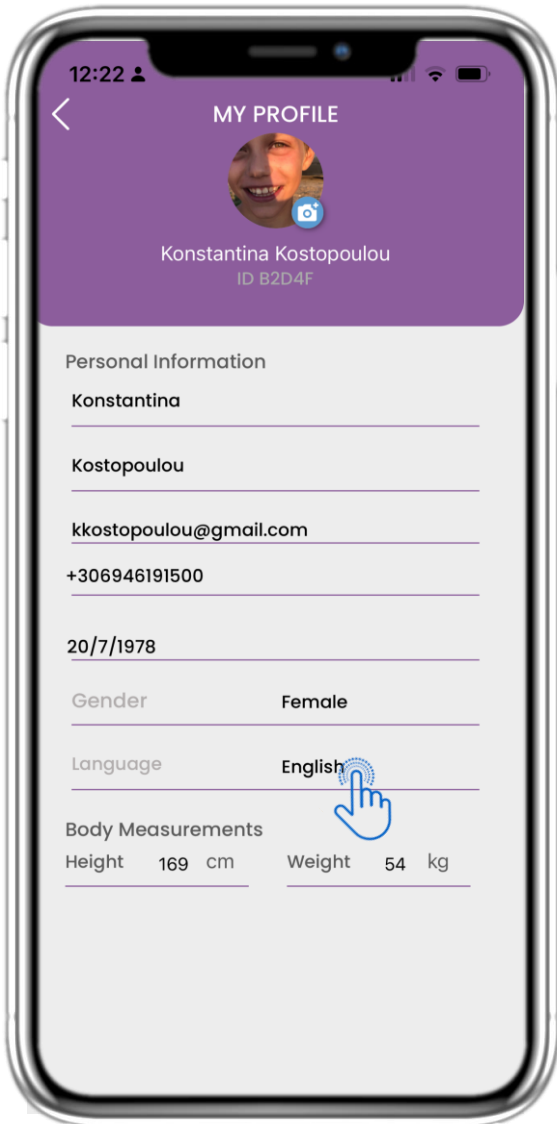 12:22
MY PROFILE
Konstantina Kostopoulou
ID B2D4F
Personal Information
Konstantina
Kostopoulou
kkostopoulou@gmail.com
+306946191500
20/7/1978
Gender Female
Language English
Body Measurements
Height 169 cm Weight 54 kg